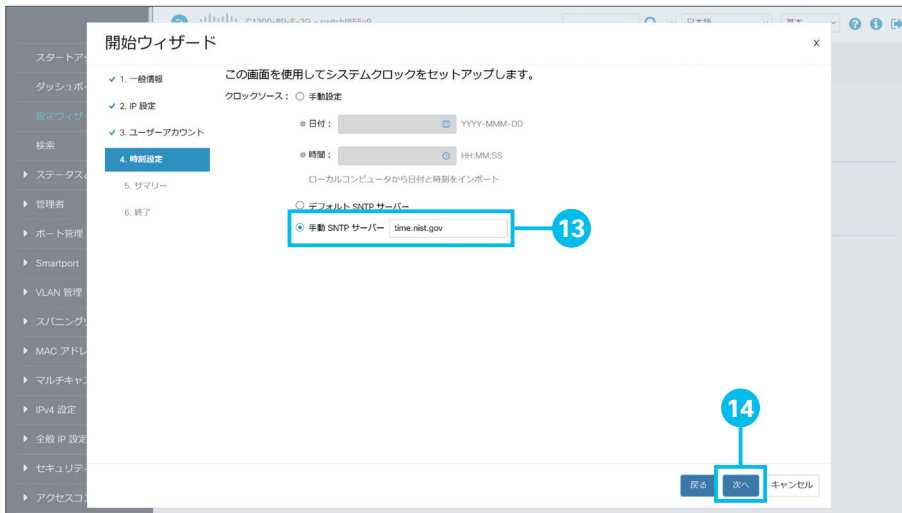 C1300-8P-E-2G - switchf855a9
日本語
基本
開始ウィザード
X
スタートアッ
ダッシュボー
設定ウィザー
検索
ステータス
管理者
ポート管理
Smartport
VLAN 管理
スパニング
MAC アドレ
マルチキャス
IPv4 設定
全般 IP 設定
セキュリティ
アクセスコン
1. 一般情報
2. IP 設定
3. ユーザーアカウント
4. 時刻設定
5. サマリー
6. 終了
この画面を使用してシステムクロックをセットアップします。
クロックソース： 手動設定
日付： YYYY-MMM-DD
時間： HH:MM:SS
ローカルコンピュータから日付と時刻をインポート
デフォルト SNTP サーバー
手動 SNTP サーバー time.nist.gov
13
14
戻る 次へ キャンセル